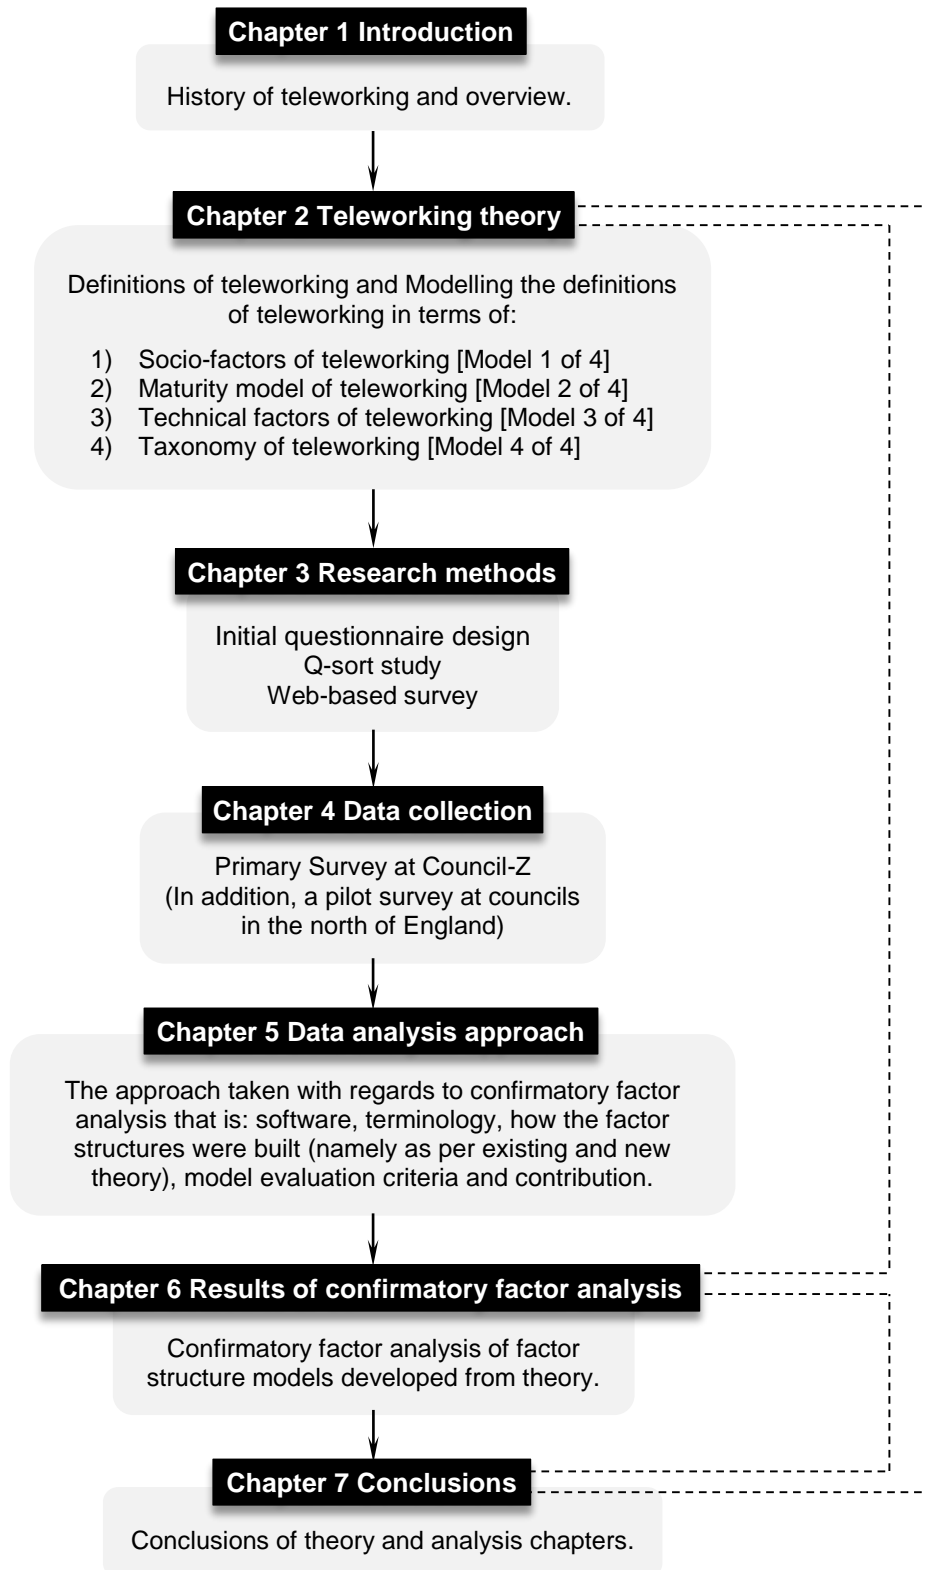 Chapter 1 Introduction
History of teleworking and overview.
Chapter 2 Teleworking theory
Definitions of teleworking and Modelling the definitions
of teleworking in terms of:
1) Socio-factors of teleworking [Model 1 of 4]
2) Maturity model of teleworking [Model 2 of 4]
3) Technical factors of teleworking [Model 3 of 4]
4) Taxonomy of teleworking [Model 4 of 4]
Chapter 3 Research methods
Initial questionnaire design
Q-sort study
Web-based survey
Chapter 4 Data collection
Primary Survey at Council-Z
(In addition, a pilot survey at councils
in the north of England)
Chapter 5 Data analysis approach
The approach taken with regards to confirmatory factor
analysis that is: software, terminology, how the factor
structures were built (namely as per existing and new
theory), model evaluation criteria and contribution.
Chapter 6 Results of confirmatory factor analysis
Confirmatory factor analysis of factor
structure models developed from theory.
Chapter 7 Conclusions
Conclusions of theory and analysis chapters.